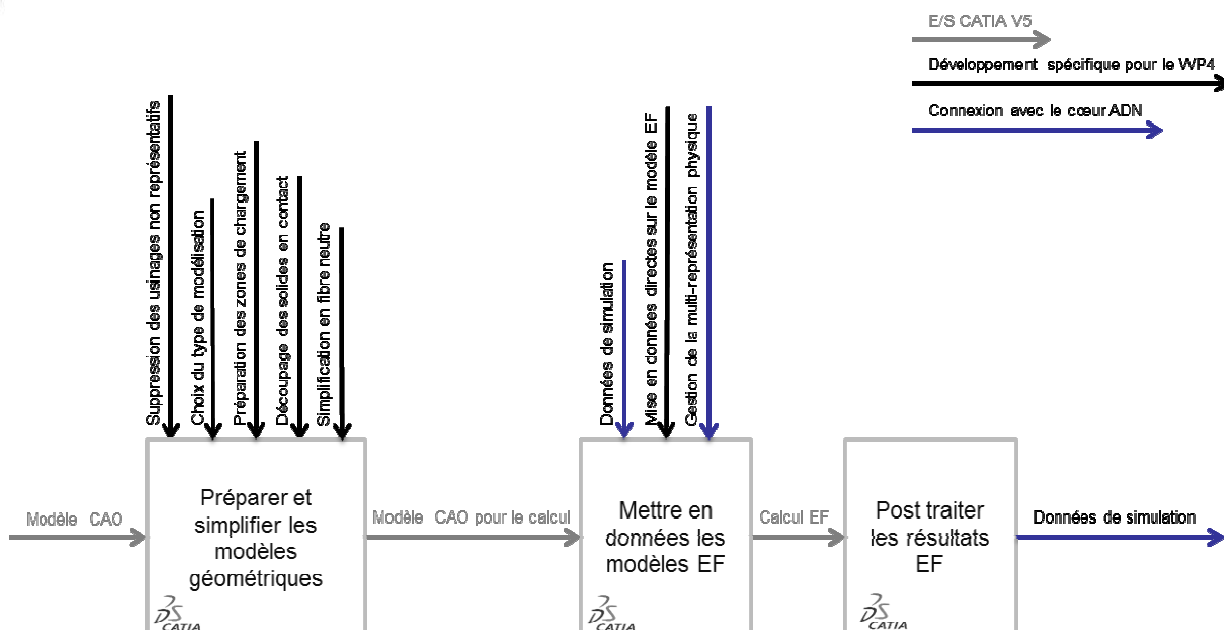 E/S CATIA V5
Développement spécifique pour le WP4
Connexion avec le cœur ADN
Suppression des usinages non représentatifs
Choix du type de modélisation
Préparation des zones de chargement
Découpage des solides en contact
Simplification en fibre neutre
Données de simulation
Mise en données directes sur le modèle EF
Gestion de la multi-représentation physique
Modèle CAO
Préparer et
simplifier les
modèles
géométriques
Modèle CAO pour le calcul
Mettre en
données les
modèles EF
Calcul EF
Post traiter
les résultats
EF
Données de simulation
DS
CATIA
DS
CATIA
DS
CATIA